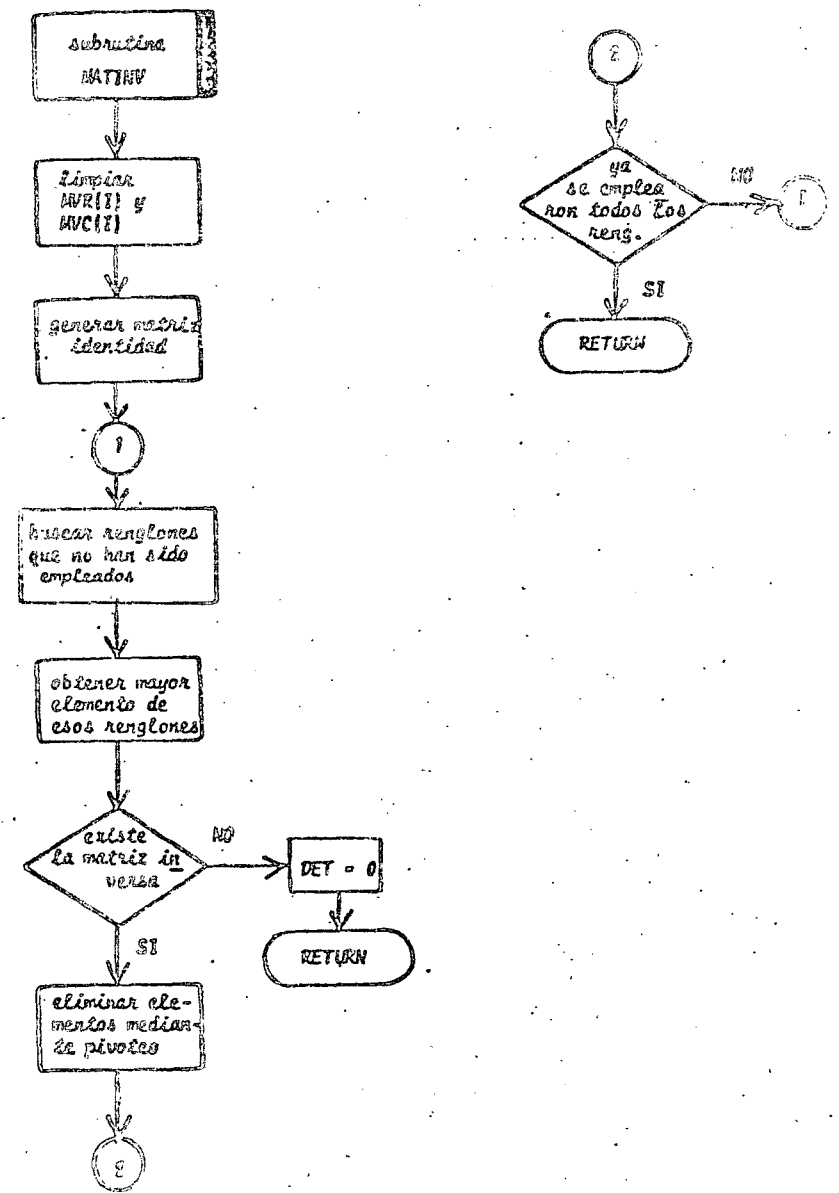 subrutina
MATINV
limpiar
MVR(I) y
MVC(I)
generar matriz
identidad
1
buscar renglones
que no han sido
empleados
obtener mayor
elemento de
esos renglones
existe
la matriz in
versa
NO
DET = 0
RETURN
SI
eliminar ele-
mentos median-
te pivoteo
2
2
ya
se emplea
ron todos los
reng.
NO
1
SI
RETURN